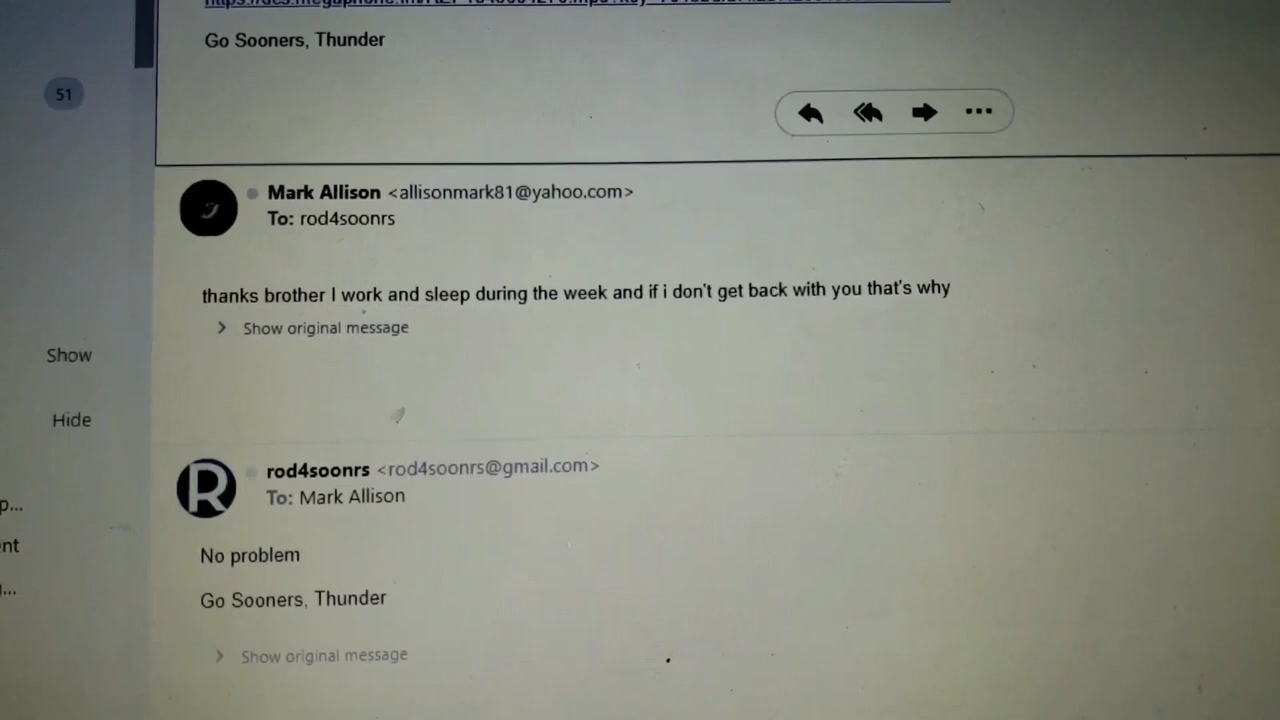 Go Sooners, Thunder
51
Mark Allison <allisonmark81@yahoo.com>
To: rod4soonrs
thanks brother I work and sleep during the week and if i don't get back with you that's why
Show original message
Show
Hide
R
rod4soonrs <rod4soonrs@gmail.com>
To: Mark Allison
p...
nt
No problem
...
Go Sooners, Thunder
Show original message